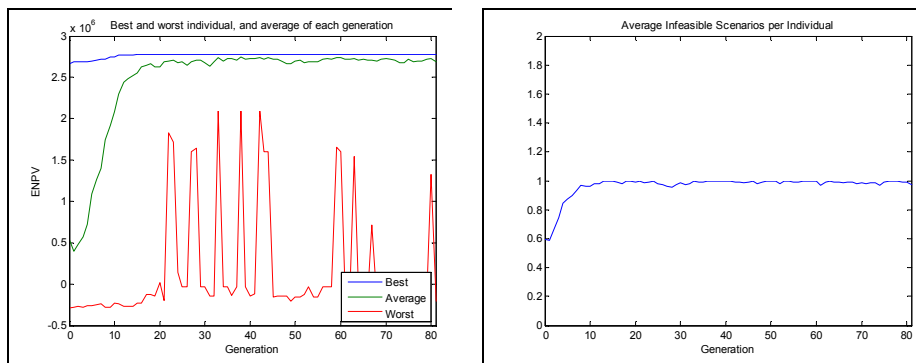 Best and worst individual, and average of each generation
x 10^6
3
2.5
2
1.5
1
0.5
0
-0.5
ENPV
0 10 20 30 40 50 60 70 80
Generation
Best
Average
Worst
Average Infeasible Scenarios per Individual
2
1.8
1.6
1.4
1.2
1
0.8
0.6
0.4
0.2
0
0 10 20 30 40 50 60 70 80
Generation